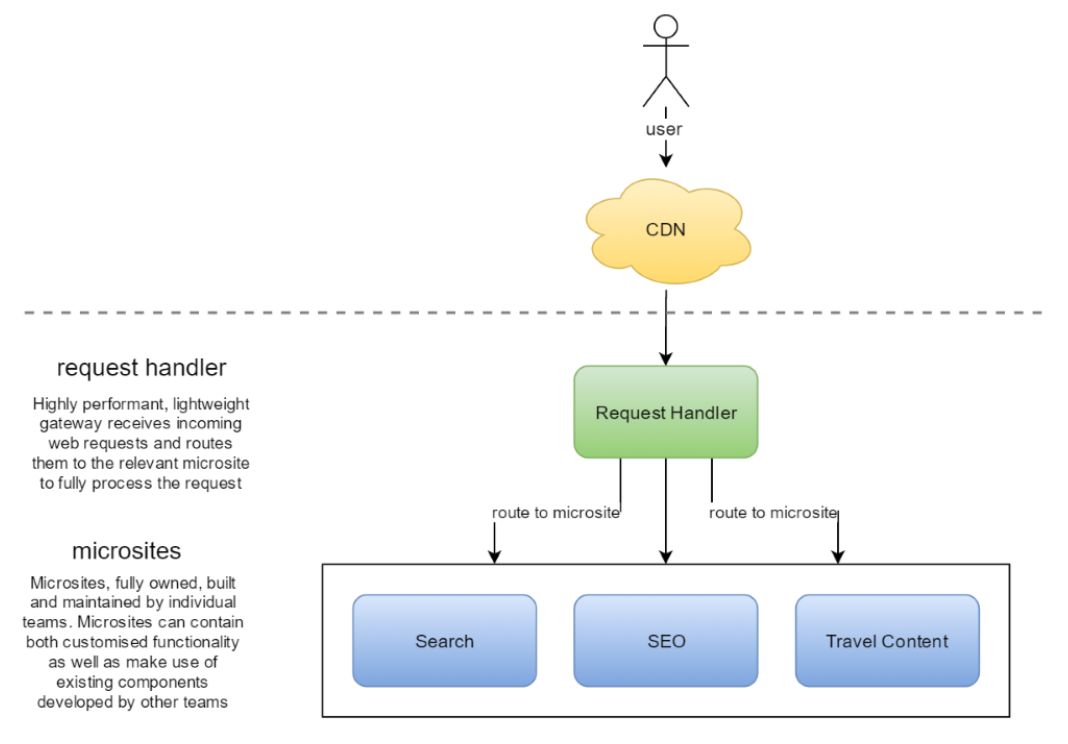 user
CDN
request handler
Highly performant, lightweight
gateway receives incoming
web requests and routes
them to the relevant microsite
to fully process the request
Request Handler
route to microsite
route to microsite
microsites
Microsites, fully owned, built
and maintained by individual
teams. Microsites can contain
both customised functionality
as well as make use of
existing components
developed by other teams
Search
SEO
Travel Content